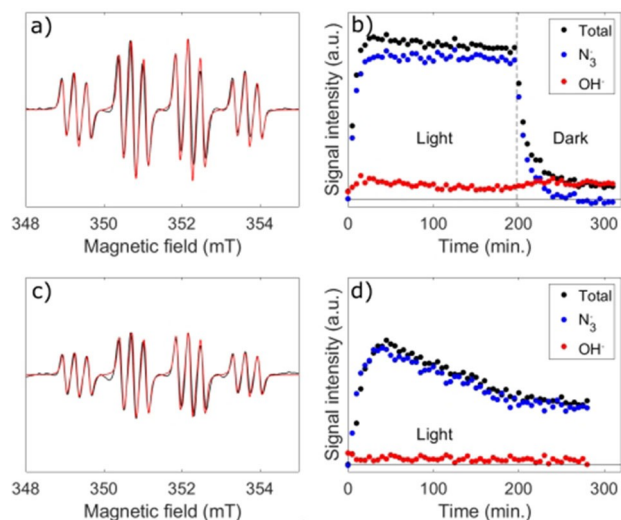 a)
348 350 352 354
Magnetic field (mT)
b)
Signal intensity (a.u.)
Total
N₃·
OH·
Light
Dark
0 100 200 300
Time (min.)
c)
348 350 352 354
Magnetic field (mT)
d)
Signal intensity (a.u.)
Total
N₃·
OH·
Light
0 100 200 300
Time (min.)